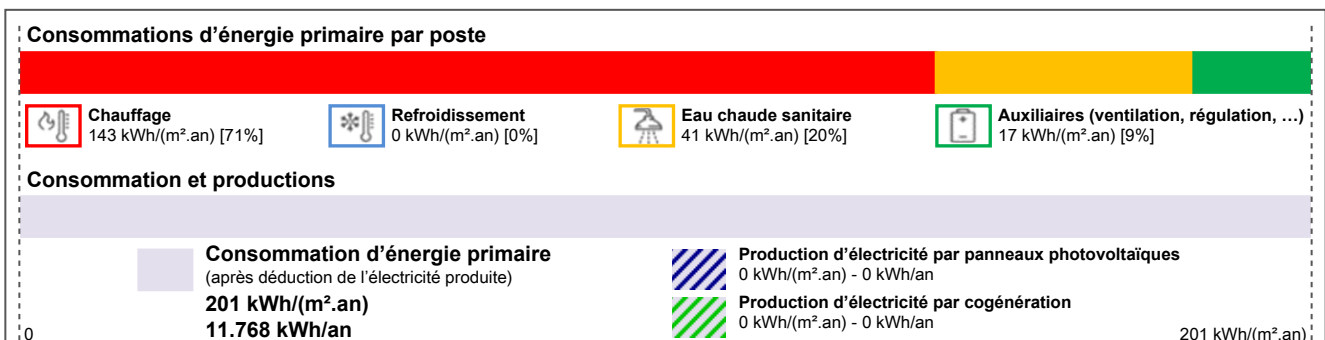 Consommations d'énergie primaire par poste
Chauffage
143 kWh/(m².an) [71%]
Refroidissement
0 kWh/(m².an) [0%]
Eau chaude sanitaire
41 kWh/(m².an) [20%]
Auxiliaires (ventilation, régulation, …)
17 kWh/(m².an) [9%]
Consommation et productions
Consommation d'énergie primaire
(après déduction de l'électricité produite)
201 kWh/(m².an)
11.768 kWh/an
Production d'électricité par panneaux photovoltaïques
0 kWh/(m².an) - 0 kWh/an
Production d'électricité par cogénération
0 kWh/(m².an) - 0 kWh/an
0
201 kWh/(m².an)